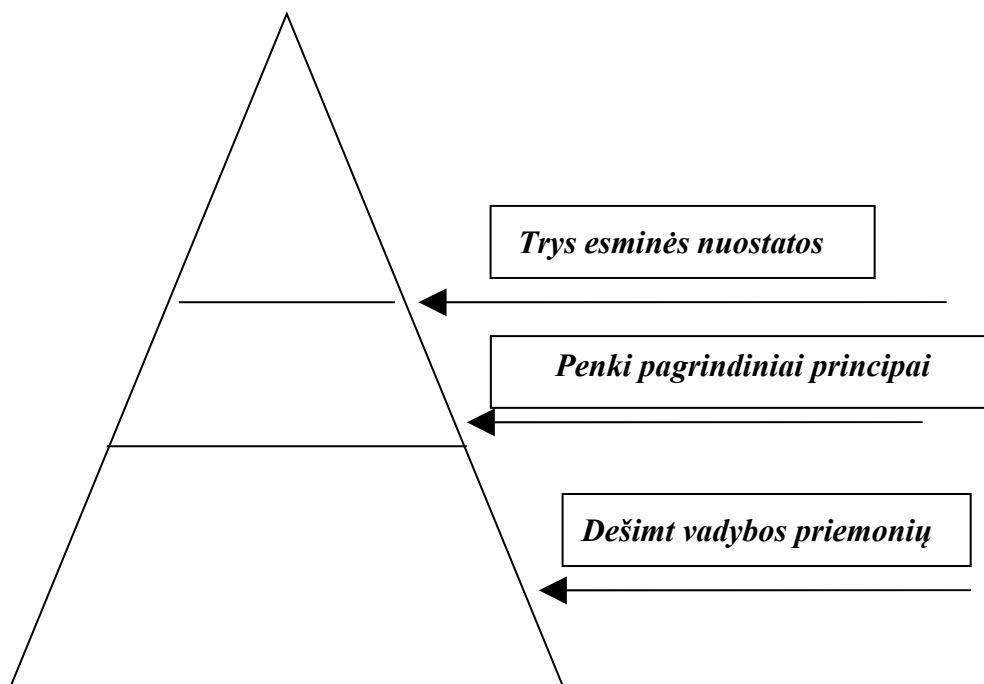 Trys esminės nuostatos
Penki pagrindiniai principai
Dešimt vadybos priemonių